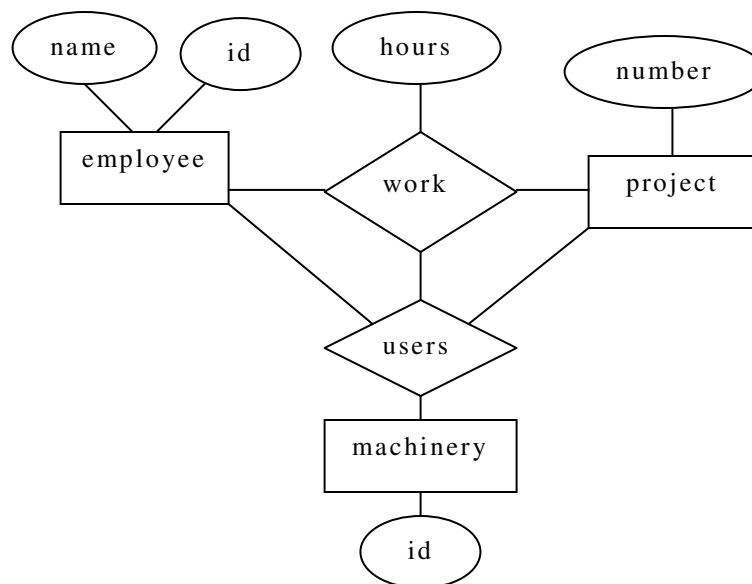 name
id
hours
number
employee
work
project
users
machinery
id